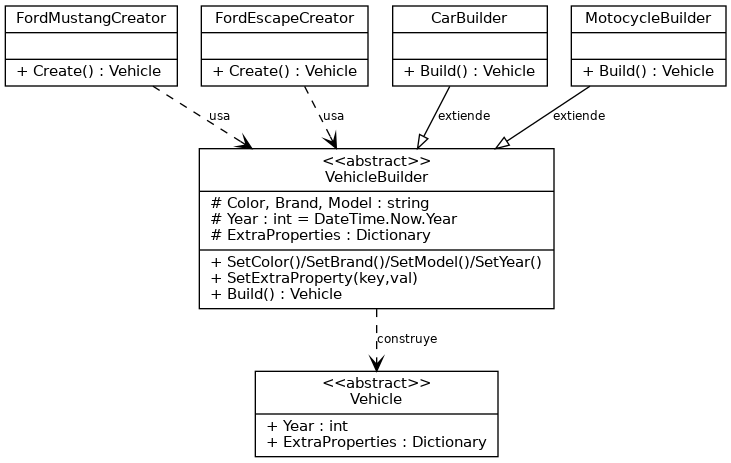 FordMustangCreator
+ Create() : Vehicle
FordEscapeCreator
+ Create() : Vehicle
CarBuilder
+ Build() : Vehicle
MotocycleBuilder
+ Build() : Vehicle
usa
usa
extiende
extiende
<<abstract>>
VehicleBuilder
# Color, Brand, Model : string
# Year : int = DateTime.Now.Year
# ExtraProperties : Dictionary
+ SetColor()/SetBrand()/SetModel()/SetYear()
+ SetExtraProperty(key,val)
+ Build() : Vehicle
construye
<<abstract>>
Vehicle
+ Year : int
+ ExtraProperties : Dictionary